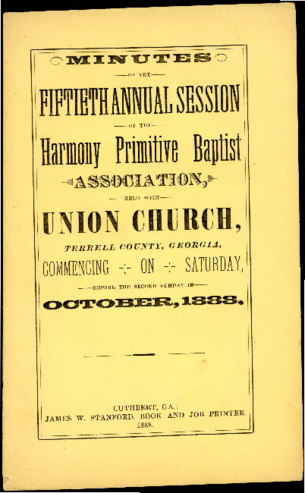 MINUTES
OF THE
FIFTIETH ANNUAL SESSION
OF THE
Harmony Primitive Baptist
ASSOCIATION,
HELD WITH
UNION CHURCH,
TERRELL COUNTY, GEORGIA,
COMMENCING -:- ON -:- SATURDAY,
BEFORE THE SECOND SUNDAY IN
OCTOBER, 1888.
CUTHBERT, GA.:
JAMES W. STANFORD, BOOK AND JOB PRINTER
1888.